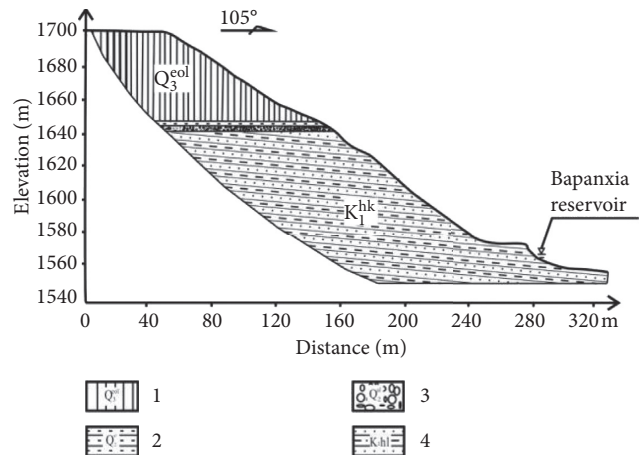 1700
1680
1660
1640
1620
1600
1580
1560
1540
Elevation (m)
105°
Q₃ᵉᵒˡ
K₁ʰᵏ
Bapanxia
reservoir
0 40 80 120 160 200 240 280 320 m
Distance (m)
1
3
2
4